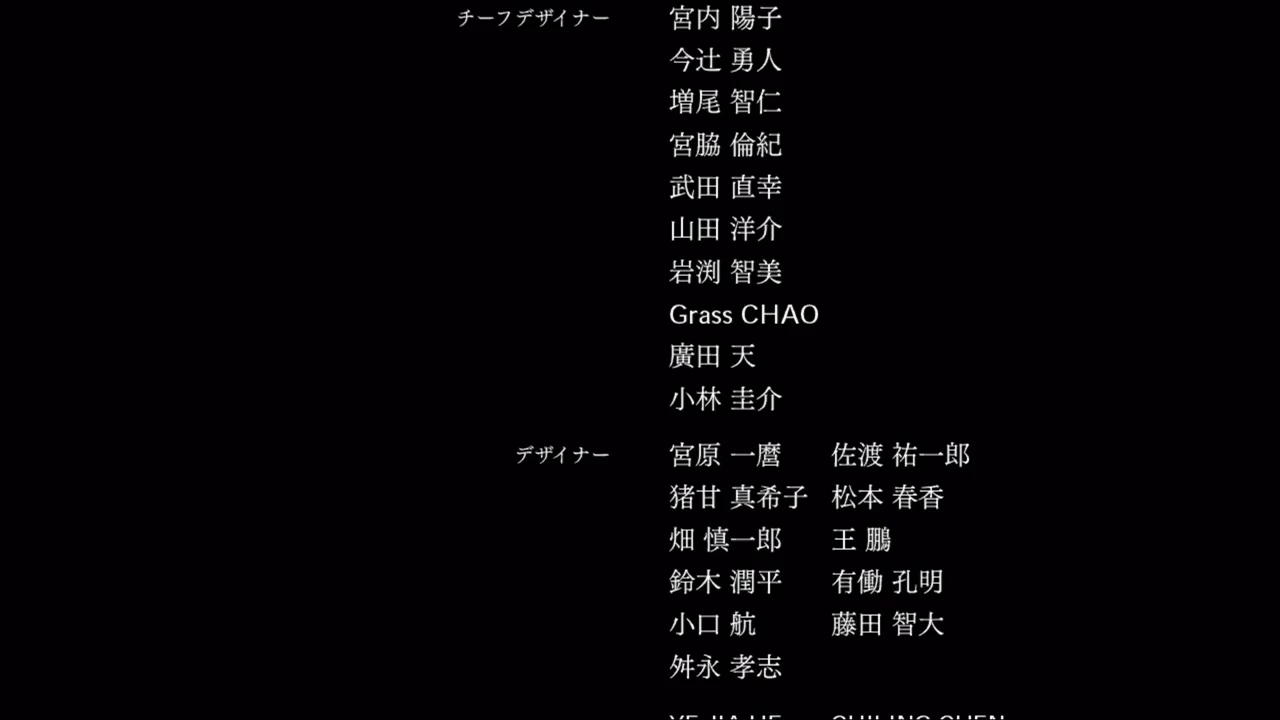 チーフデザイナー 宮内 陽子
今辻 勇人
増尾 智仁
宮脇 倫紀
武田 直幸
山田 洋介
岩渕 智美
Grass CHAO
廣田 天
小林 圭介
デザイナー 宮原 一麿 佐渡 祐一郎
猪甘 真希子 松本 春香
畑 慎一郎 王 鵬
鈴木 潤平 有働 孔明
小口 航 藤田 智大
舛永 孝志